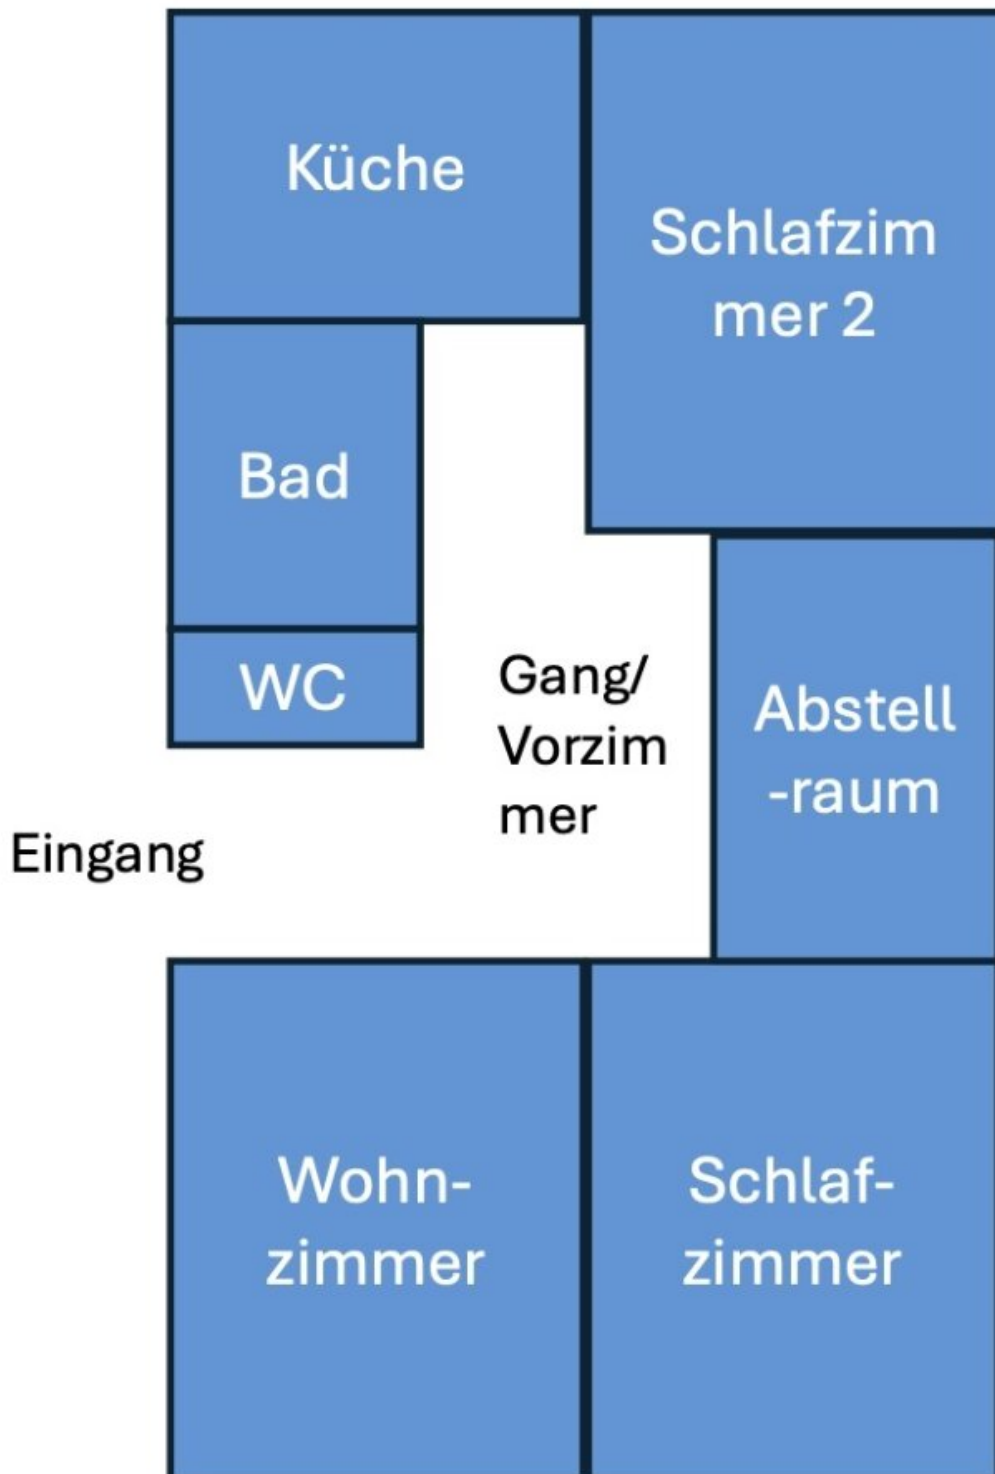 Küche
Schlafzim
mer 2
Bad
WC
Gang/
Vorzim
mer
Abstell
-raum
Eingang
Wohn-
zimmer
Schlaf-
zimmer